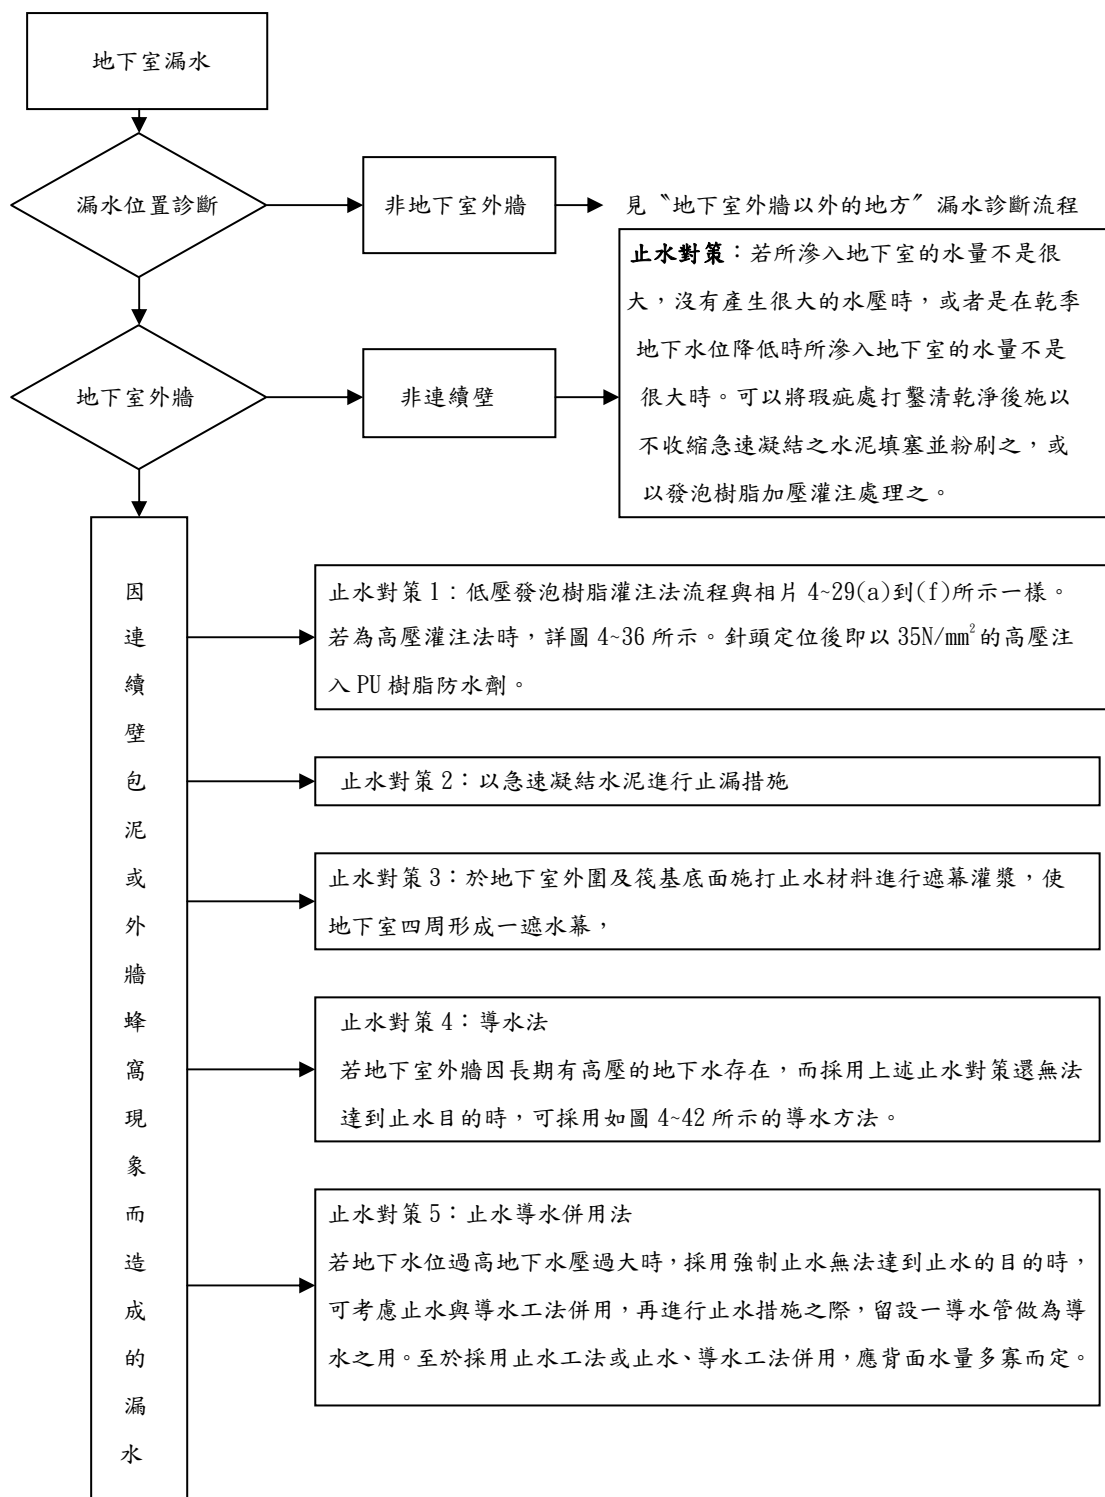 地下室漏水
漏水位置診斷
非地下室外牆
見〝地下室外牆以外的地方〞漏水診斷流程
地下室外牆
非連續壁
止水對策：若所滲入地下室的水量不是很
大，沒有產生很大的水壓時，或者是在乾季
地下水位降低時所滲入地下室的水量不是
很大時。可以將瑕疵處打鑿清乾淨後施以
不收縮急速凝結之水泥填塞並粉刷之，或
以發泡樹脂加壓灌注處理之。
因連續壁包泥或外牆蜂窩現象而造成的漏水
止水對策 1：低壓發泡樹脂灌注法流程與相片 4~29(a)到(f)所示一樣。
若為高壓灌注法時，詳圖 4~36 所示。針頭定位後即以 35N/mm²的高壓注
入 PU 樹脂防水劑。
止水對策 2：以急速凝結水泥進行止漏措施
止水對策 3：於地下室外圍及筏基底面施打止水材料進行遮幕灌漿，使
地下室四周形成一遮水幕，
止水對策 4：導水法
若地下室外牆因長期有高壓的地下水存在，而採用上述止水對策還無法
達到止水目的時，可採用如圖 4~42 所示的導水方法。
止水對策 5：止水導水併用法
若地下水位過高地下水壓過大時，採用強制止水無法達到止水的目的時，
可考慮止水與導水工法併用，再進行止水措施之際，留設一導水管做為導
水之用。至於採用止水工法或止水、導水工法併用，應背面水量多寡而定。